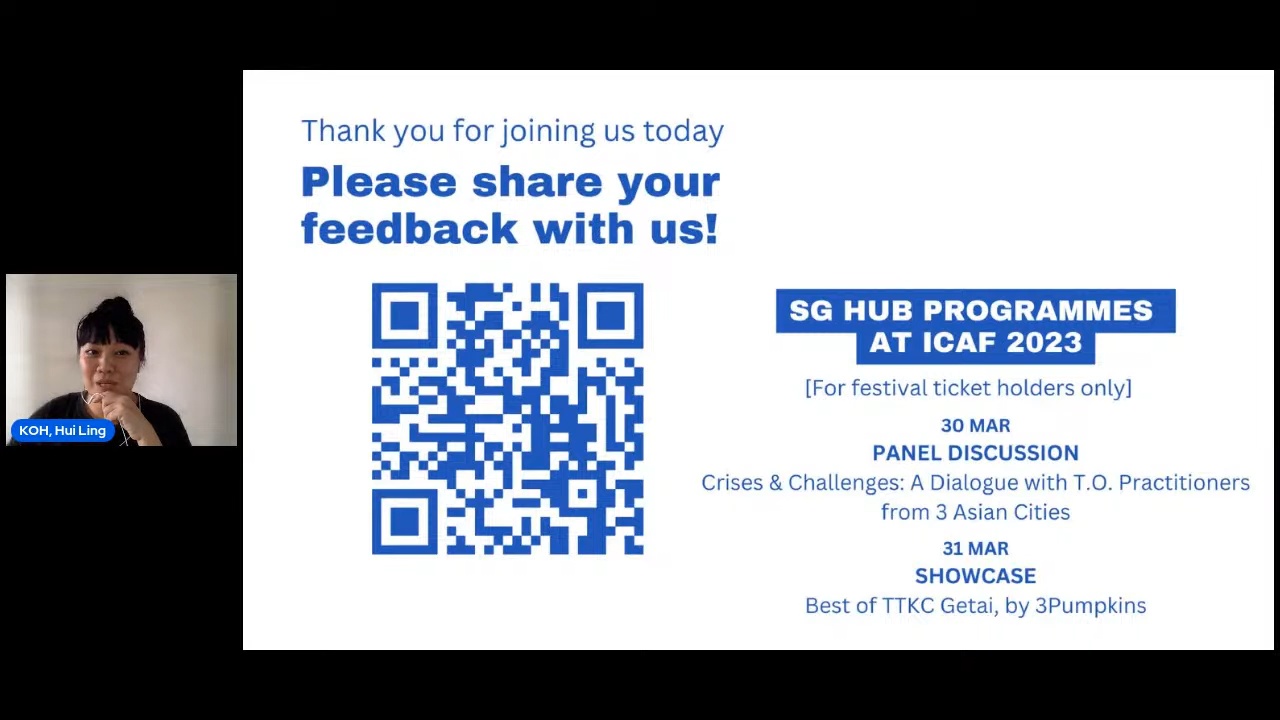 Thank you for joining us today
Please share your
feedback with us!
KOH, Hui Ling
SG HUB PROGRAMMES
AT ICAF 2023
[For festival ticket holders only]
30 MAR
PANEL DISCUSSION
Crises & Challenges: A Dialogue with T.O. Practitioners
from 3 Asian Cities
31 MAR
SHOWCASE
Best of TTKC Getai, by 3Pumpkins